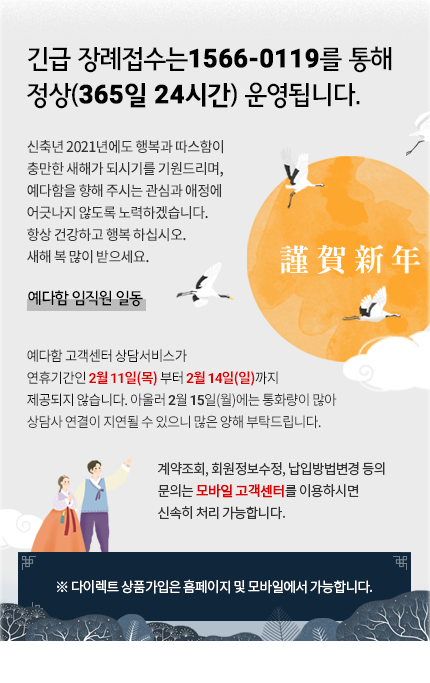 긴급 장례접수는1566-0119를 통해
정상(365일 24시간) 운영됩니다.
신축년 2021년에도 행복과 따스함이
충만한 새해가 되시기를 기원드리며,
예다함을 향해 주시는 관심과 애정에
어긋나지 않도록 노력하겠습니다.
항상 건강하고 행복 하십시오.
새해 복 많이 받으세요.
謹賀新年
예다함 임직원 일동
예다함 고객센터 상담서비스가
연휴기간인 2월 11일(목) 부터 2월 14일(일)까지
제공되지 않습니다. 아울러 2월 15일(월)에는 통화량이 많아
상담사 연결이 지연될 수 있으니 많은 양해 부탁드립니다.
계약조회, 회원정보수정, 납입방법변경 등의
문의는 모바일 고객센터를 이용하시면
신속히 처리 가능합니다.
※ 다이렉트 상품가입은 홈페이지 및 모바일에서 가능합니다.